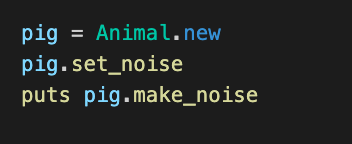 pig = Animal.new
pig.set_noise
puts pig.make_noise